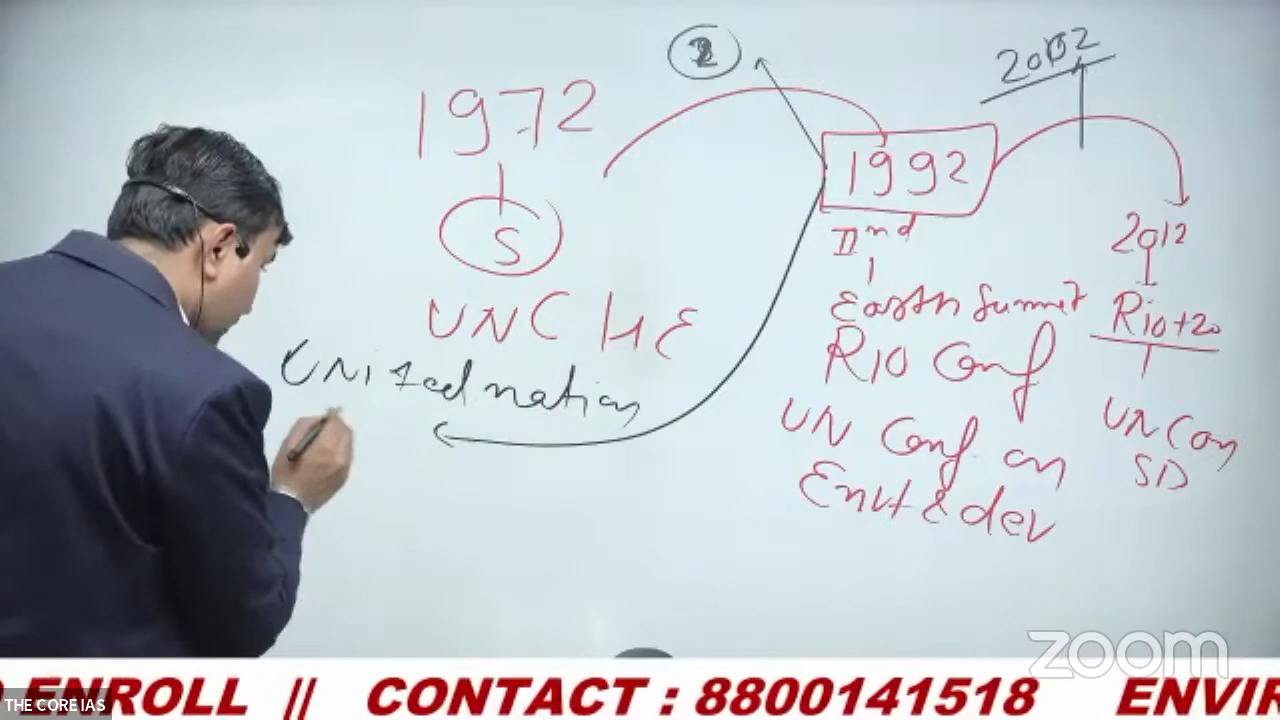 1972
S
UNCHE
United nation
2
1992
IInd
Earth Summit
RIO Conf
UN Conf on
Envt & dev
2002
2012
Rio+20
UN Con
SD
zoom
ENROLL || CONTACT : 8800141518 ENVIR
THE CORE IAS